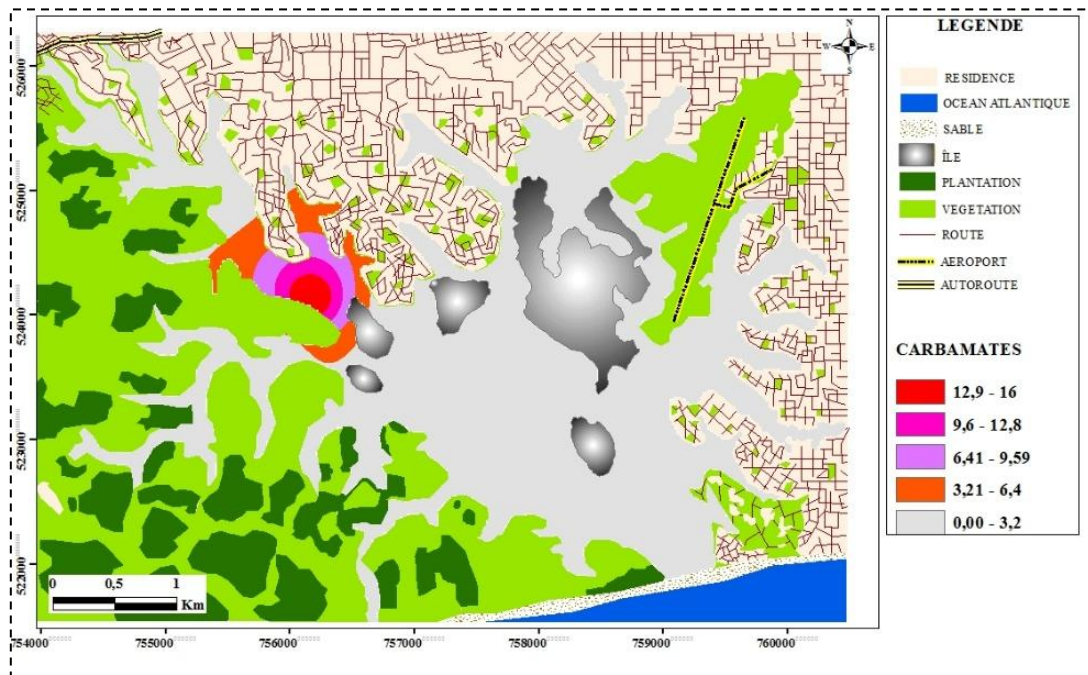 N
W E
S
526000
525000
524000
523000
522000
0 0,5 1
Km
754000 755000 756000 757000 758000 759000 760000
LEGENDE
RESIDENCE
OCEAN ATLANTIQUE
SABLE
ÎLE
PLANTATION
VEGETATION
ROUTE
AEROPORT
AUTOROUTE
CARBAMATES
12,9 - 16
9,6 - 12,8
6,41 - 9,59
3,21 - 6,4
0,00 - 3,2